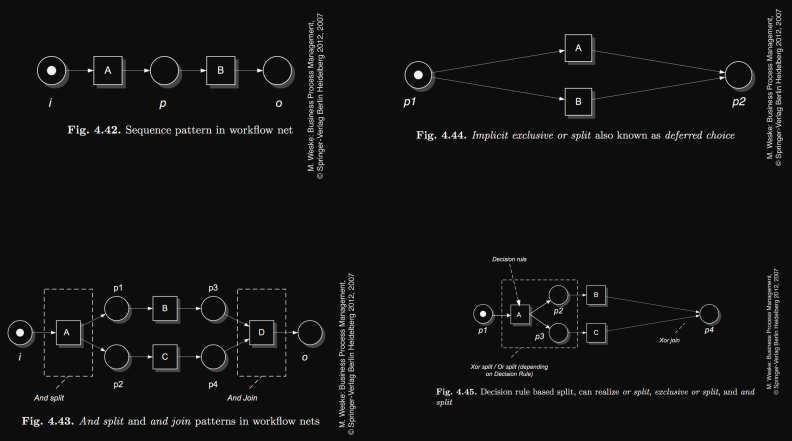 A
B
i
p
o
Fig. 4.42. Sequence pattern in workflow net
M. Weske: Business Process Management,
© Springer-Verlag Berlin Heidelberg 2012, 2007
A
p1
B
p2
Fig. 4.44. Implicit exclusive or split also known as deferred choice
M. Weske: Business Process Management,
© Springer-Verlag Berlin Heidelberg 2012, 2007
p1
p3
B
A
D
i
o
C
p2
p4
And split
And Join
Fig. 4.43. And split and and join patterns in workflow nets
M. Weske: Business Process Management,
© Springer-Verlag Berlin Heidelberg 2012, 2007
Decision rule
B
p2
A
p1
p3
C
p4
Xor join
Xor split / Or split (depending
on Decision Rule)
Fig. 4.45. Decision rule based split, can realize or split, exclusive or split, and and
split
M. Weske: Business Process Management,
© Springer-Verlag Berlin Heidelberg 2012, 2007